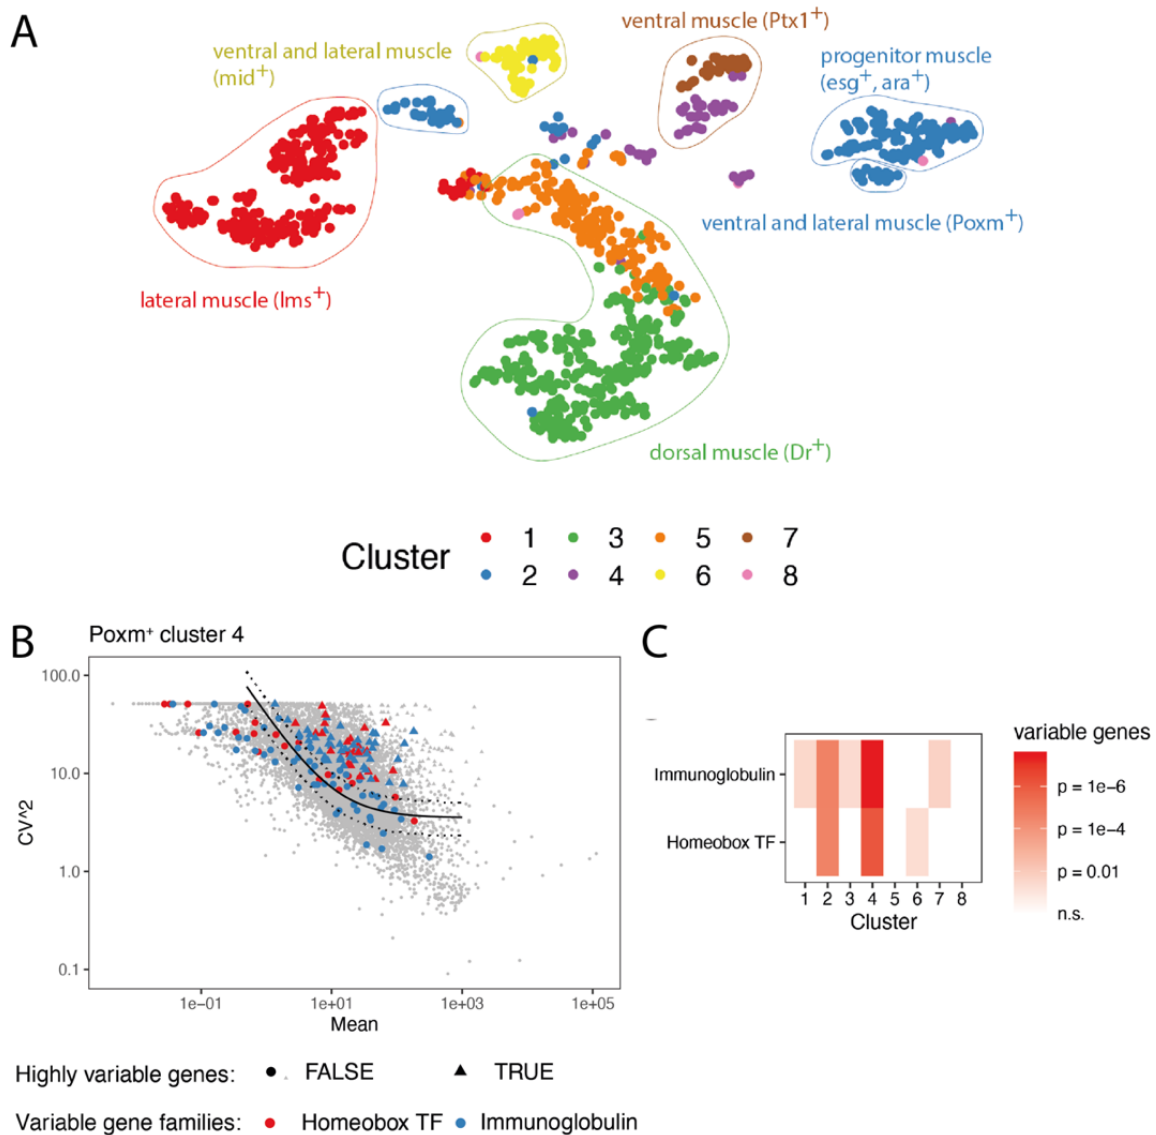 A
ventral muscle (Ptx1+)
ventral and lateral muscle
(mid+)
progenitor muscle
(esg+, ara+)
ventral and lateral muscle (Poxm+)
lateral muscle (lms+)
dorsal muscle (Dr+)
Cluster
1 3 5 7
2 4 6 8
B
Poxm+ cluster 4
100.0
10.0
1.0
0.1
CV^2
1e−01 1e+01 1e+03 1e+05
Mean
Highly variable genes: FALSE TRUE
Variable gene families: Homeobox TF Immunoglobulin
C
Immunoglobulin
Homeobox TF
1 2 3 4 5 6 7 8
Cluster
variable genes
p = 1e-6
p = 1e-4
p = 0.01
n.s.